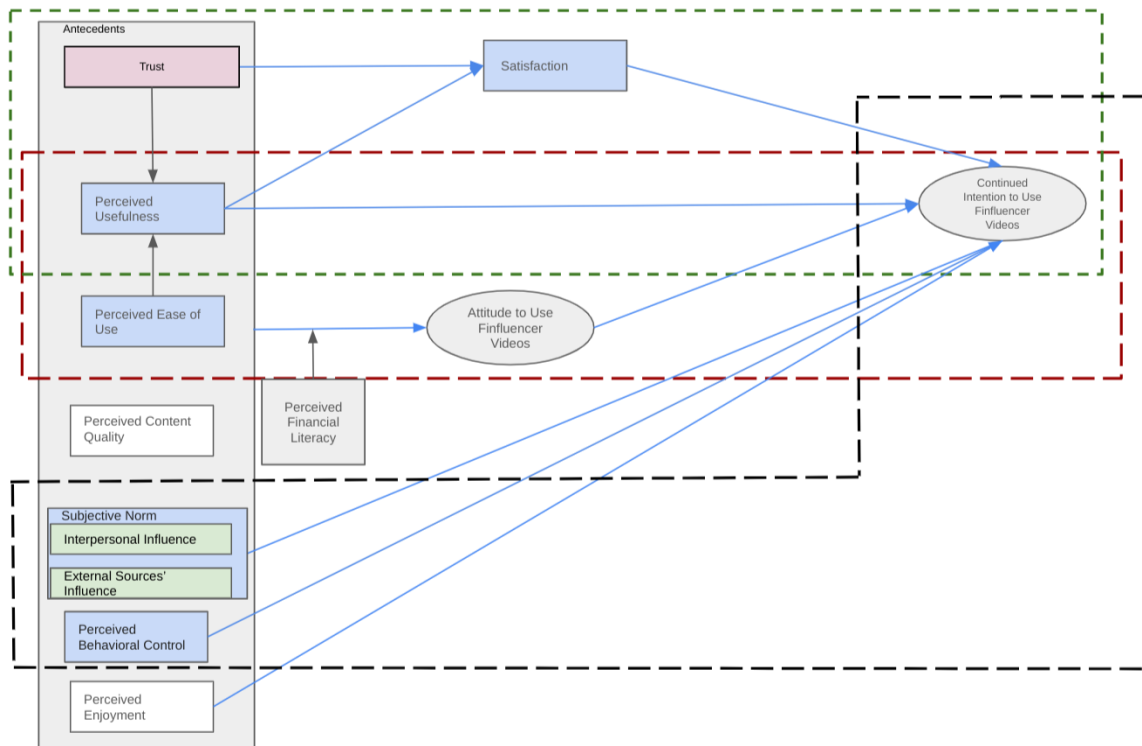 Antecedents
Trust
Satisfaction
Perceived
Usefulness
Continued
Intention to Use
Finfluencer
Videos
Perceived Ease of
Use
Attitude to Use
Finfluencer
Videos
Perceived Content
Quality
Perceived
Financial
Literacy
Subjective Norm
Interpersonal Influence
External Sources'
Influence
Perceived
Behavioral Control
Perceived
Enjoyment